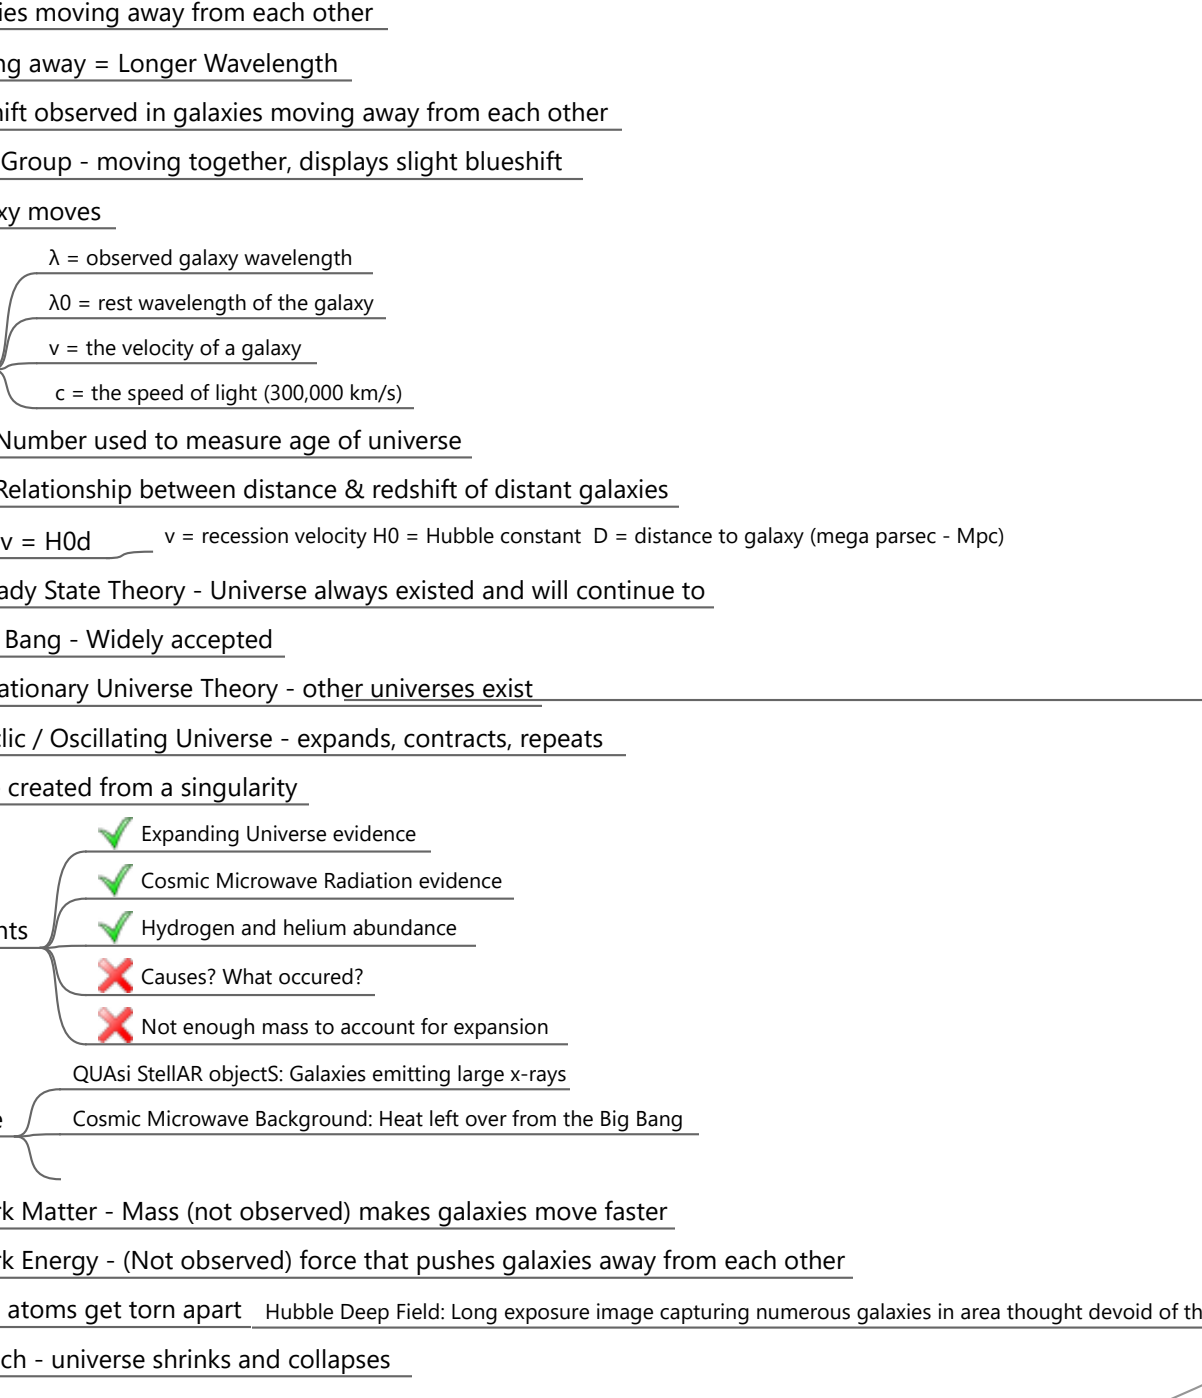 ies moving away from each other
ng away = Longer Wavelength
hift observed in galaxies moving away from each other
Group - moving together, displays slight blueshift
xy moves
λ = observed galaxy wavelength
λ0 = rest wavelength of the galaxy
v = the velocity of a galaxy
c = the speed of light (300,000 km/s)
Number used to measure age of universe
Relationship between distance & redshift of distant galaxies
v = H0d
v = recession velocity H0 = Hubble constant D = distance to galaxy (mega parsec - Mpc)
ady State Theory - Universe always existed and will continue to
Bang - Widely accepted
ationary Universe Theory - other universes exist
clic / Oscillating Universe - expands, contracts, repeats
created from a singularity
nts
Expanding Universe evidence
Cosmic Microwave Radiation evidence
Hydrogen and helium abundance
Causes? What occured?
Not enough mass to account for expansion
e
QUAsi StellAR objectS: Galaxies emitting large x-rays
Cosmic Microwave Background: Heat left over from the Big Bang
rk Matter - Mass (not observed) makes galaxies move faster
rk Energy - (Not observed) force that pushes galaxies away from each other
atoms get torn apart
Hubble Deep Field: Long exposure image capturing numerous galaxies in area thought devoid of th
ch - universe shrinks and collapses